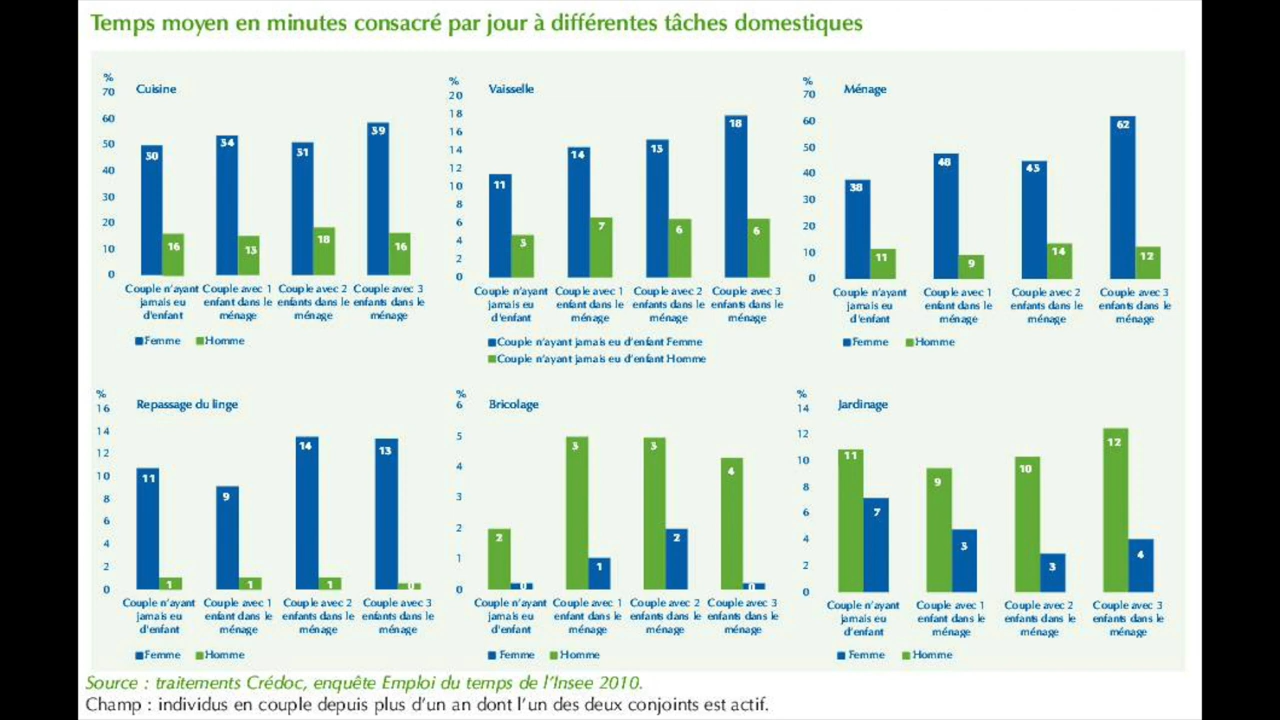 Temps moyen en minutes consacré par jour à différentes tâches domestiques
%
Cuisine
70
60
50
40
30
20
10
0
50
16
54
15
51
18
59
16
Couple n'ayant jamais eu d'enfant
Couple avec 1 enfant dans le ménage
Couple avec 2 enfants dans le ménage
Couple avec 3 enfants dans le ménage
Femme Homme
%
Vaisselle
20
18
16
14
12
10
8
6
4
2
0
11
5
14
7
15
6
18
6
Couple n'ayant jamais eu d'enfant
Couple avec 1 enfant dans le ménage
Couple avec 2 enfants dans le ménage
Couple avec 3 enfants dans le ménage
Couple n'ayant jamais eu d'enfant Femme
Couple n'ayant jamais eu d'enfant Homme
%
Ménage
70
60
50
40
30
20
10
0
38
11
48
9
45
14
62
12
Couple n'ayant jamais eu d'enfant
Couple avec 1 enfant dans le ménage
Couple avec 2 enfants dans le ménage
Couple avec 3 enfants dans le ménage
Femme Homme
%
Repassage du linge
16
14
12
10
8
6
4
2
0
11
1
9
1
14
1
13
0
Couple n'ayant jamais eu d'enfant
Couple avec 1 enfant dans le ménage
Couple avec 2 enfants dans le ménage
Couple avec 3 enfants dans le ménage
Femme Homme
%
Bricolage
6
5
4
3
2
1
0
2
0
5
1
5
2
4
0
Couple n'ayant jamais eu d'enfant
Couple avec 1 enfant dans le ménage
Couple avec 2 enfants dans le ménage
Couple avec 3 enfants dans le ménage
Femme Homme
%
Jardinage
14
12
10
8
6
4
2
0
11
7
9
5
10
3
12
4
Couple n'ayant jamais eu d'enfant
Couple avec 1 enfant dans le ménage
Couple avec 2 enfants dans le ménage
Couple avec 3 enfants dans le ménage
Femme Homme
Source : traitements Crédoc, enquête Emploi du temps de l'Insee 2010.
Champ : individus en couple depuis plus d'un an dont l'un des deux conjoints est actif.